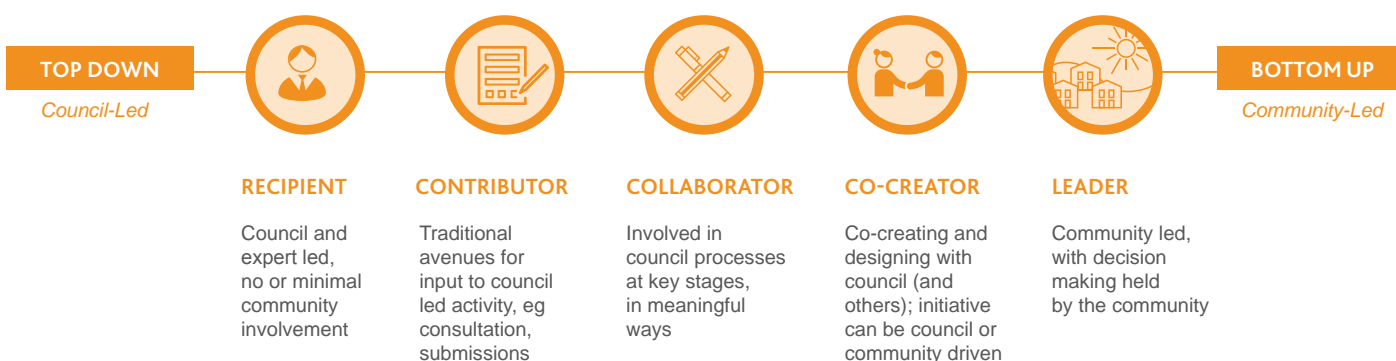 TOP DOWN
Council-Led
BOTTOM UP
Community-Led
RECIPIENT
Council and
expert led,
no or minimal
community
involvement
CONTRIBUTOR
Traditional
avenues for
input to council
led activity, eg
consultation,
submissions
COLLABORATOR
Involved in
council processes
at key stages,
in meaningful
ways
CO-CREATOR
Co-creating and
designing with
council (and
others); initiative
can be council or
community driven
LEADER
Community led,
with decision
making held
by the community